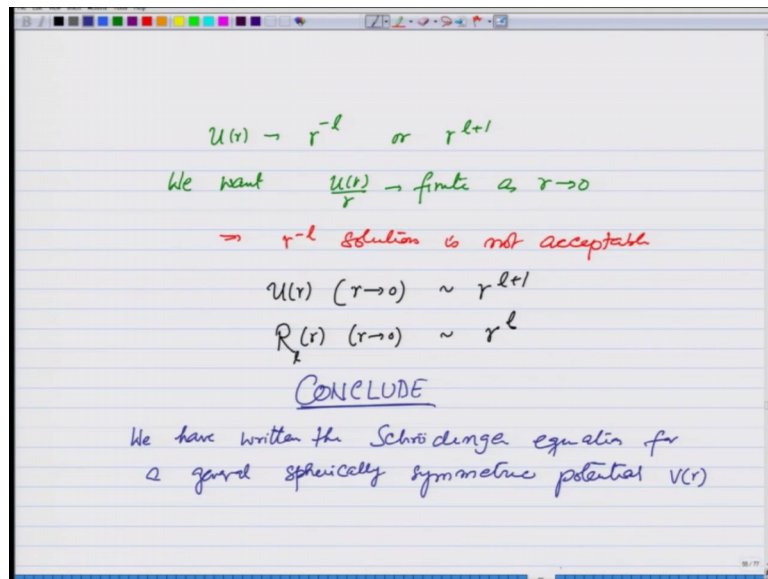 U(r) → r^{-l} or r^{l+1}
We want U(r)/r → finite as r→0
⇒ r^{-l} solution is not acceptable
U(r) (r→0) ~ r^{l+1}
R_l(r) (r→0) ~ r^l
CONCLUDE
We have written the Schrödinger equation for
a general spherically symmetric potential V(r)